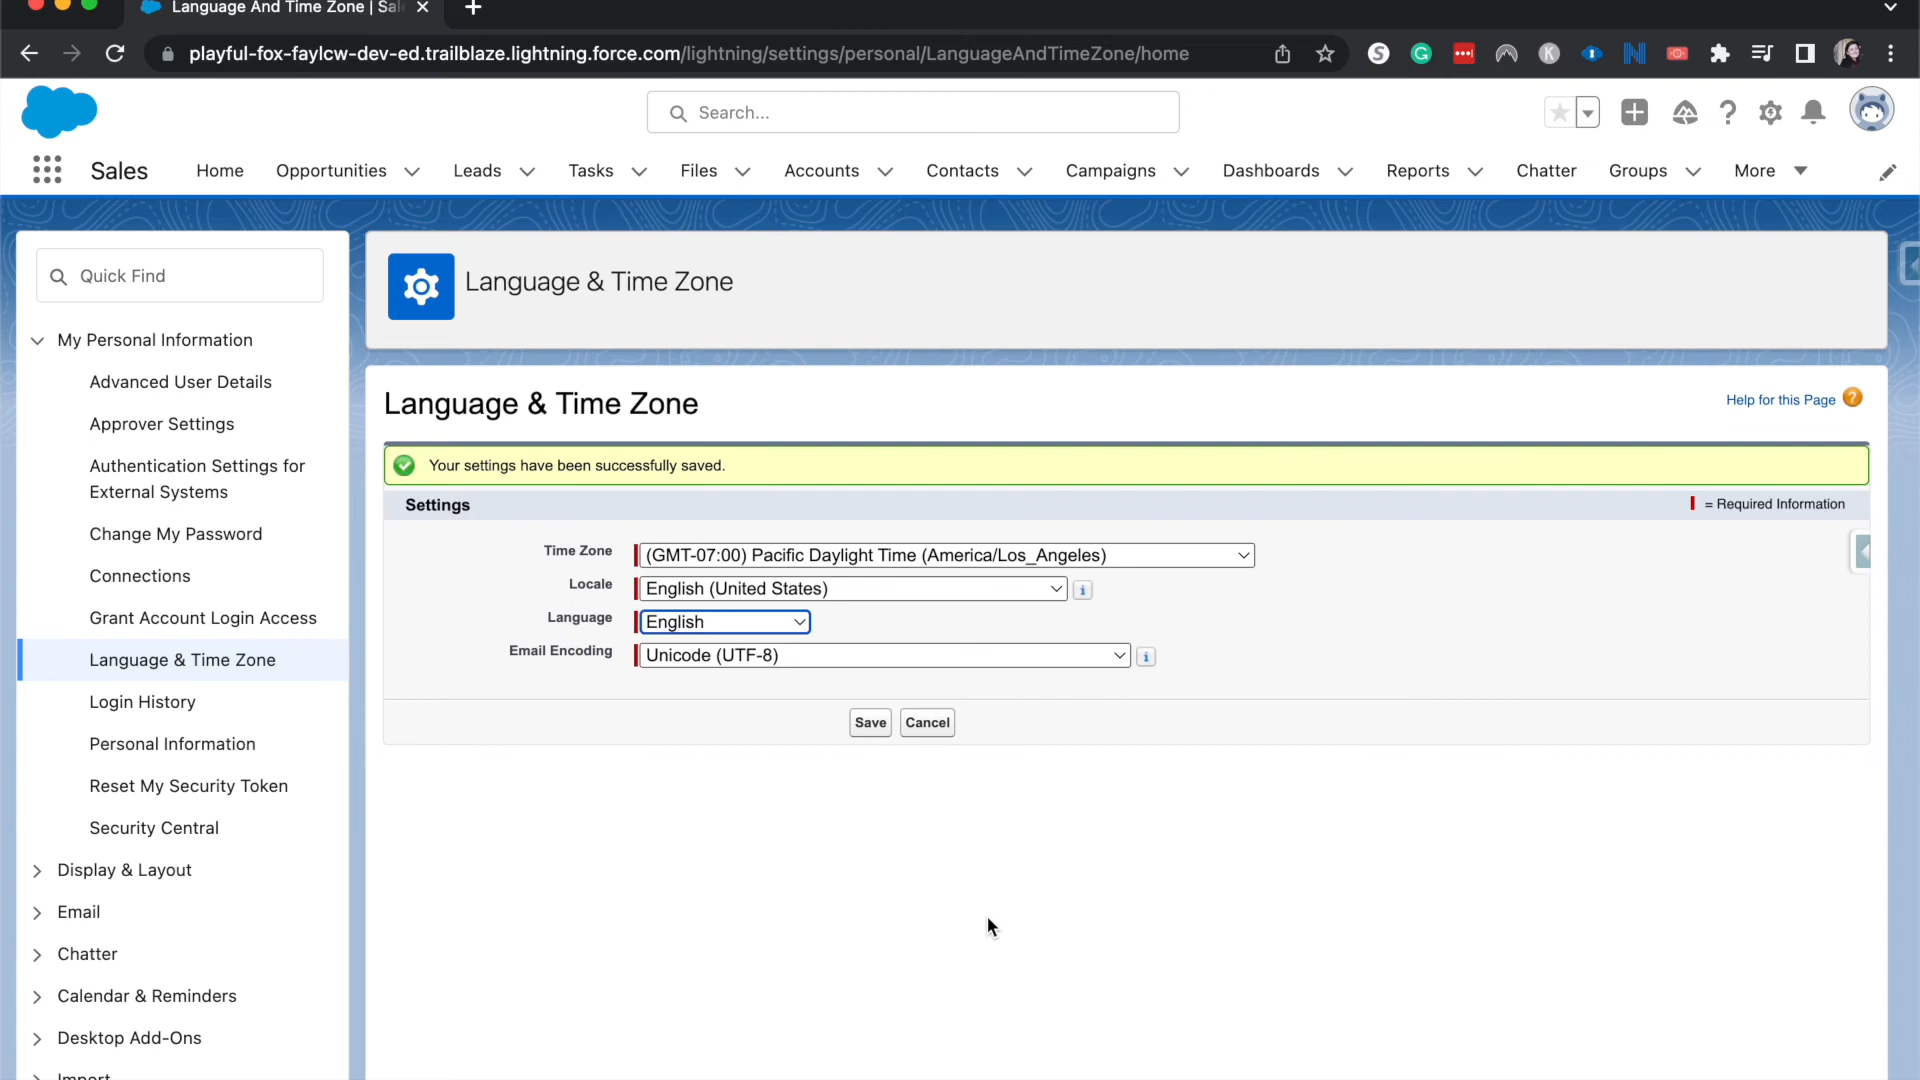 Language And Time Zone | Sal
playful-fox-faylcw-dev-ed.trailblaze.lightning.force.com/lightning/settings/personal/LanguageAndTimeZone/home
Search...
Sales
Home
Opportunities
Leads
Tasks
Files
Accounts
Contacts
Campaigns
Dashboards
Reports
Chatter
Groups
More
Quick Find
My Personal Information
Advanced User Details
Approver Settings
Authentication Settings for
External Systems
Change My Password
Connections
Grant Account Login Access
Language & Time Zone
Login History
Personal Information
Reset My Security Token
Security Central
Display & Layout
Email
Chatter
Calendar & Reminders
Desktop Add-Ons
Import
Language & Time Zone
Language & Time Zone
Help for this Page
Your settings have been successfully saved.
Settings
= Required Information
Time Zone (GMT-07:00) Pacific Daylight Time (America/Los_Angeles)
Locale English (United States)
Language English
Email Encoding Unicode (UTF-8)
Save Cancel